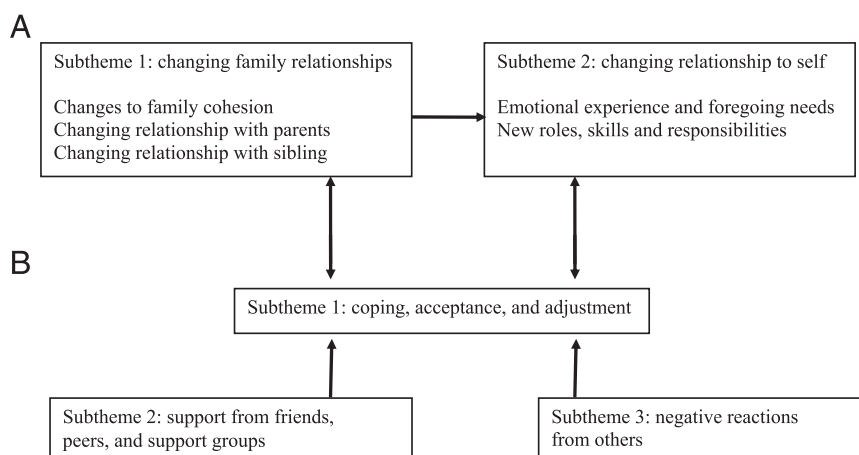 A
Subtheme 1: changing family relationships
Changes to family cohesion
Changing relationship with parents
Changing relationship with sibling
Subtheme 2: changing relationship to self
Emotional experience and foregoing needs
New roles, skills and responsibilities
B
Subtheme 1: coping, acceptance, and adjustment
Subtheme 2: support from friends,
peers, and support groups
Subtheme 3: negative reactions
from others